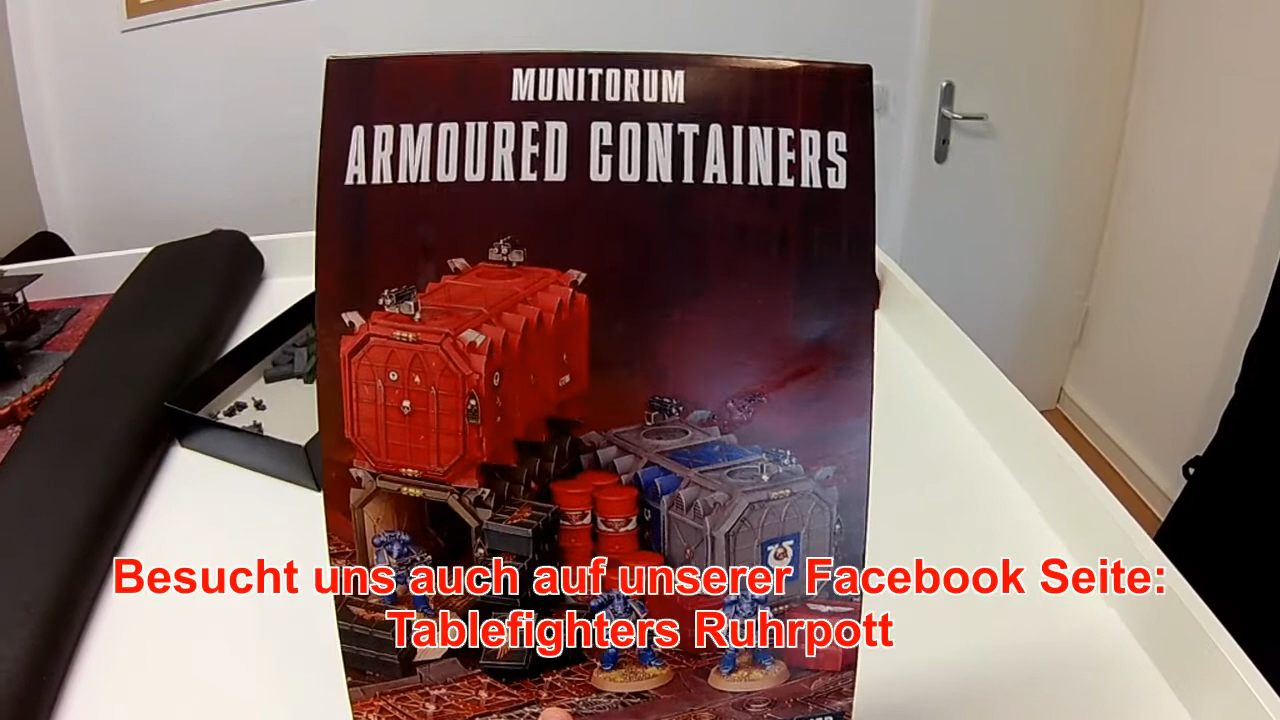 MUNITORUM
ARMOURED CONTAINERS
Besucht uns auch auf unserer Facebook Seite:
Tablefighters Ruhrpott